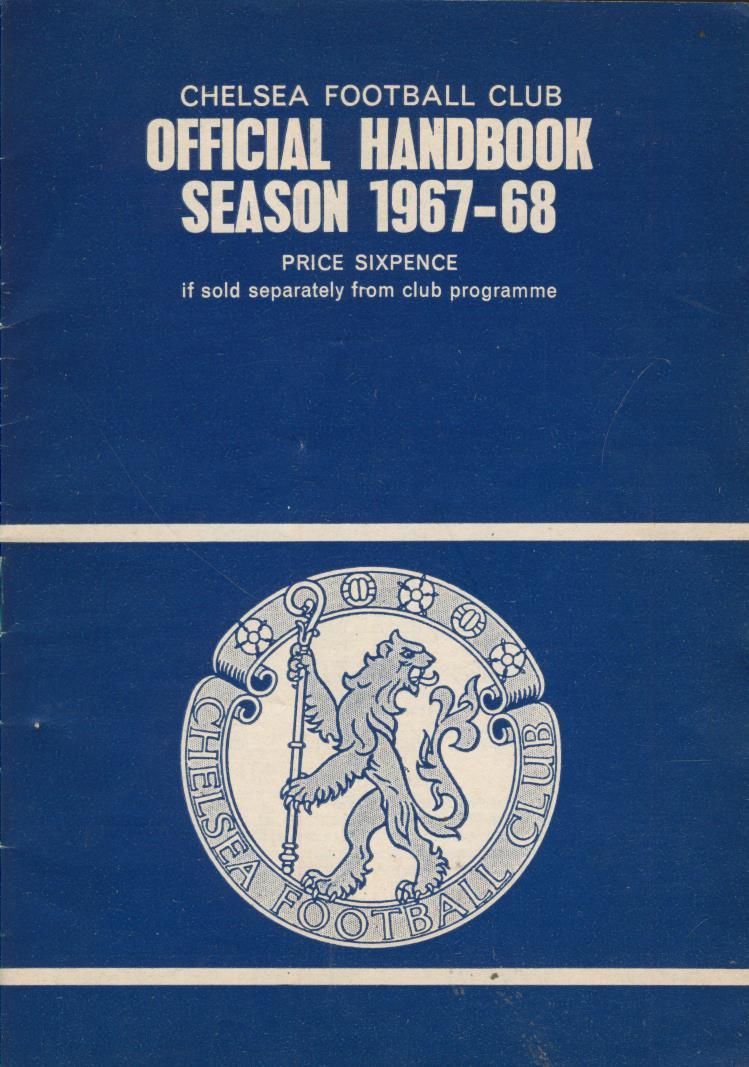 CHELSEA FOOTBALL CLUB
OFFICIAL HANDBOOK
SEASON 1967-68
PRICE SIXPENCE
if sold separately from club programme
CHELSEA FOOTBALL CLUB